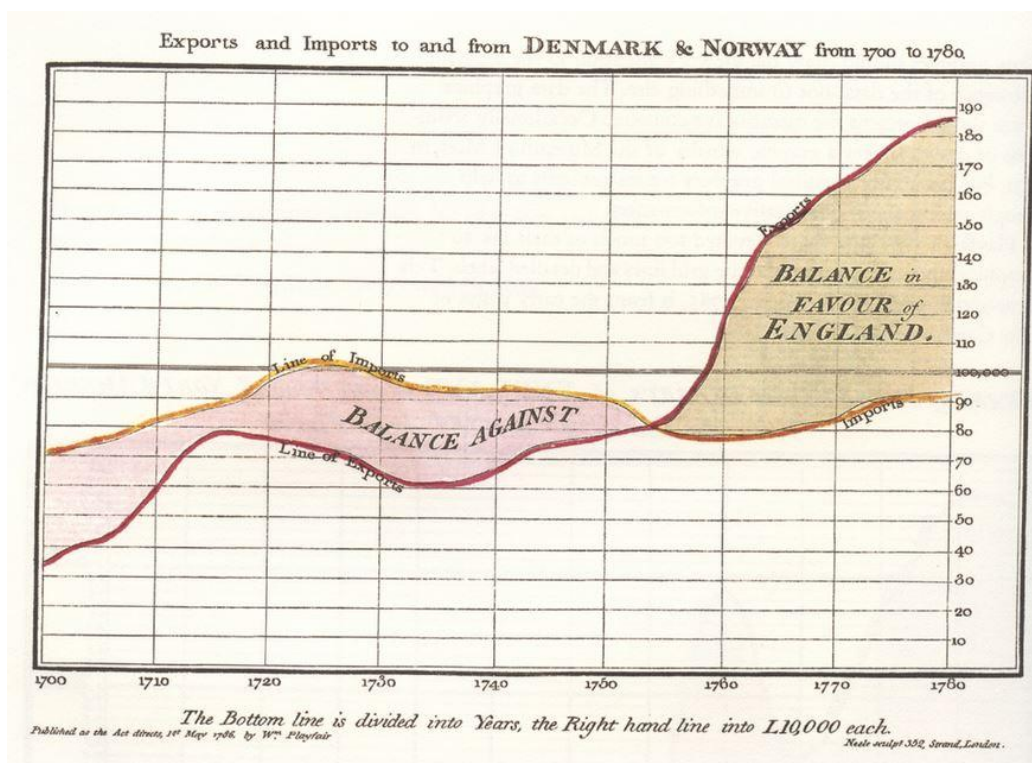 Exports and Imports to and from DENMARK & NORWAY from 1700 to 1780.
190
180
170
160
150
140
130
120
110
100,000
90
80
70
60
50
40
30
20
10
Exports
BALANCE in
FAVOUR of
ENGLAND.
Line of Imports
BALANCE AGAINST
Imports
Line of Exports
1700 1710 1720 1730 1740 1750 1760 1770 1780
The Bottom line is divided into Years, the Right hand line into L10,000 each.
Published as the Act directs, 1st May 1786. by Wm. Playfair
Neele sculpt 352, Strand, London.